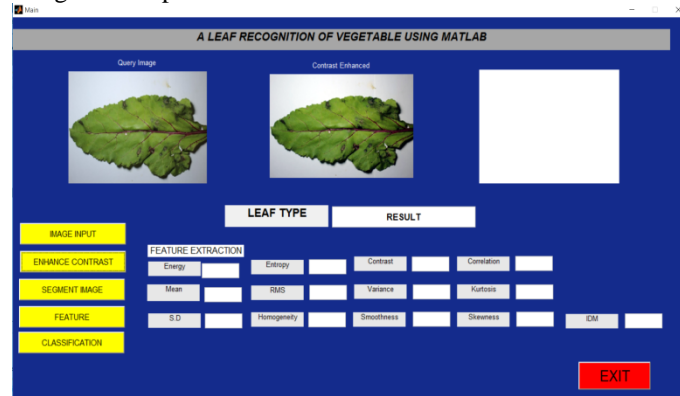 Main
A LEAF RECOGNITION OF VEGETABLE USING MATLAB
Query Image
Contrast Enhanced
LEAF TYPE
RESULT
IMAGE INPUT
ENHANCE CONTRAST
SEGMENT IMAGE
FEATURE
CLASSIFICATION
FEATURE EXTRACTION
Energy
Entropy
Contrast
Correlation
Mean
RMS
Variance
Kurtosis
S.D
Homogeneity
Smoothness
Skewness
IDM
EXIT